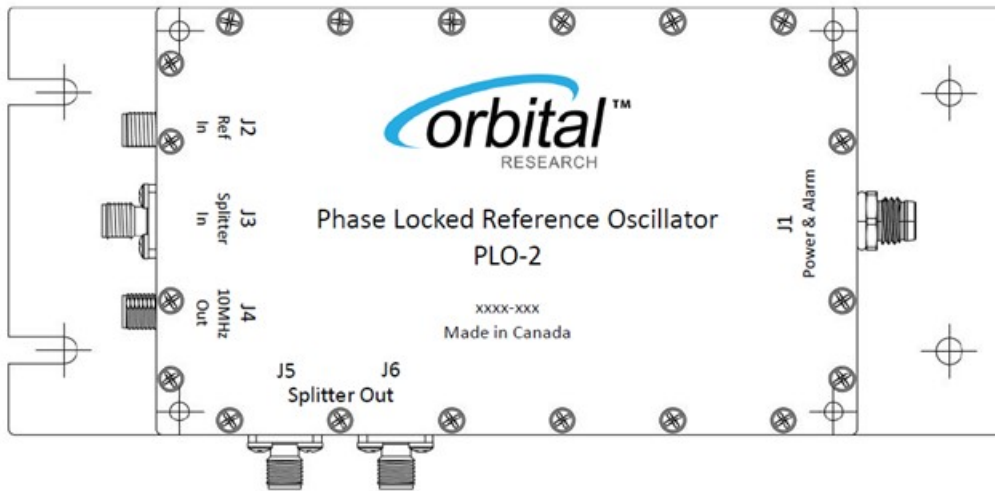 orbital™
RESEARCH
Phase Locked Reference Oscillator
PLO-2
xxxx-xxx
Made in Canada
J2
Ref
In
J3
Splitter
In
J4
10MHz
Out
J5
J6
Splitter Out
J1
Power & Alarm